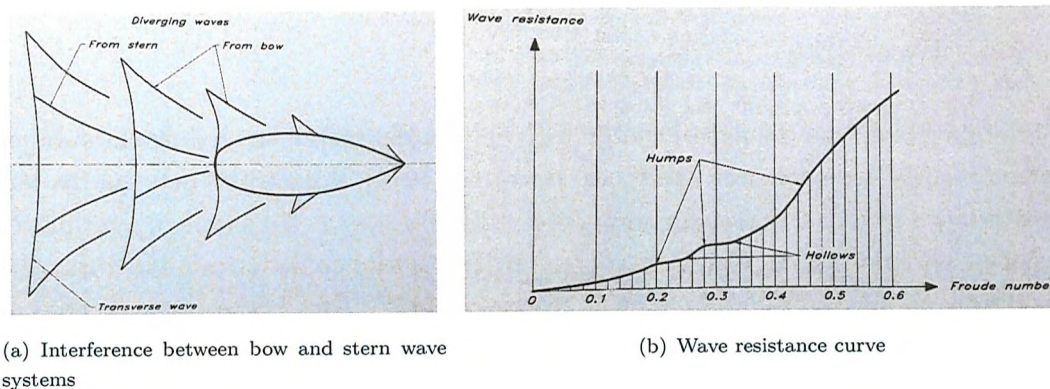 Diverging waves
From stern
From bow
Transverse wave
(a) Interference between bow and stern wave
systems
Wave resistance
Humps
Hollows
0
0.1
0.2
0.3
0.4
0.5
0.6
Froude numbe
(b) Wave resistance curve